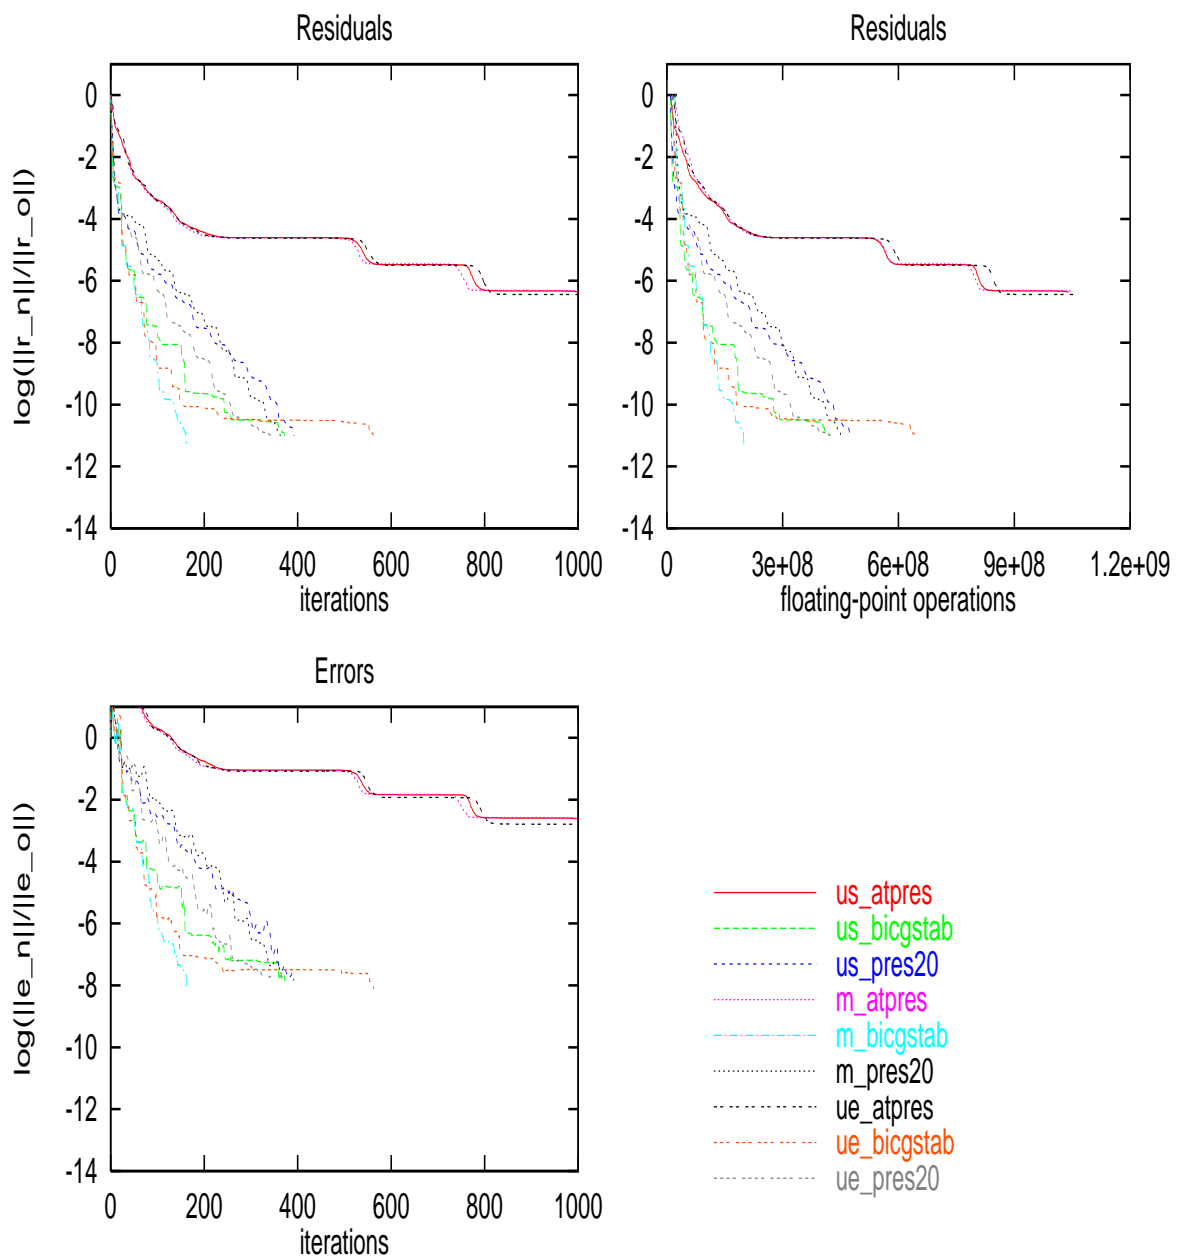 Residuals
log(||r_n||/||r_o||)
0
-2
-4
-6
-8
-10
-12
-14
0 200 400 600 800 1000
iterations
Residuals
0
-2
-4
-6
-8
-10
-12
-14
0 3e+08 6e+08 9e+08 1.2e+09
floating-point operations
Errors
log(||e_n||/||e_o||)
0
-2
-4
-6
-8
-10
-12
-14
0 200 400 600 800 1000
iterations
us_atpres
us_bicgstab
us_pres20
m_atpres
m_bicgstab
m_pres20
ue_atpres
ue_bicgstab
ue_pres20